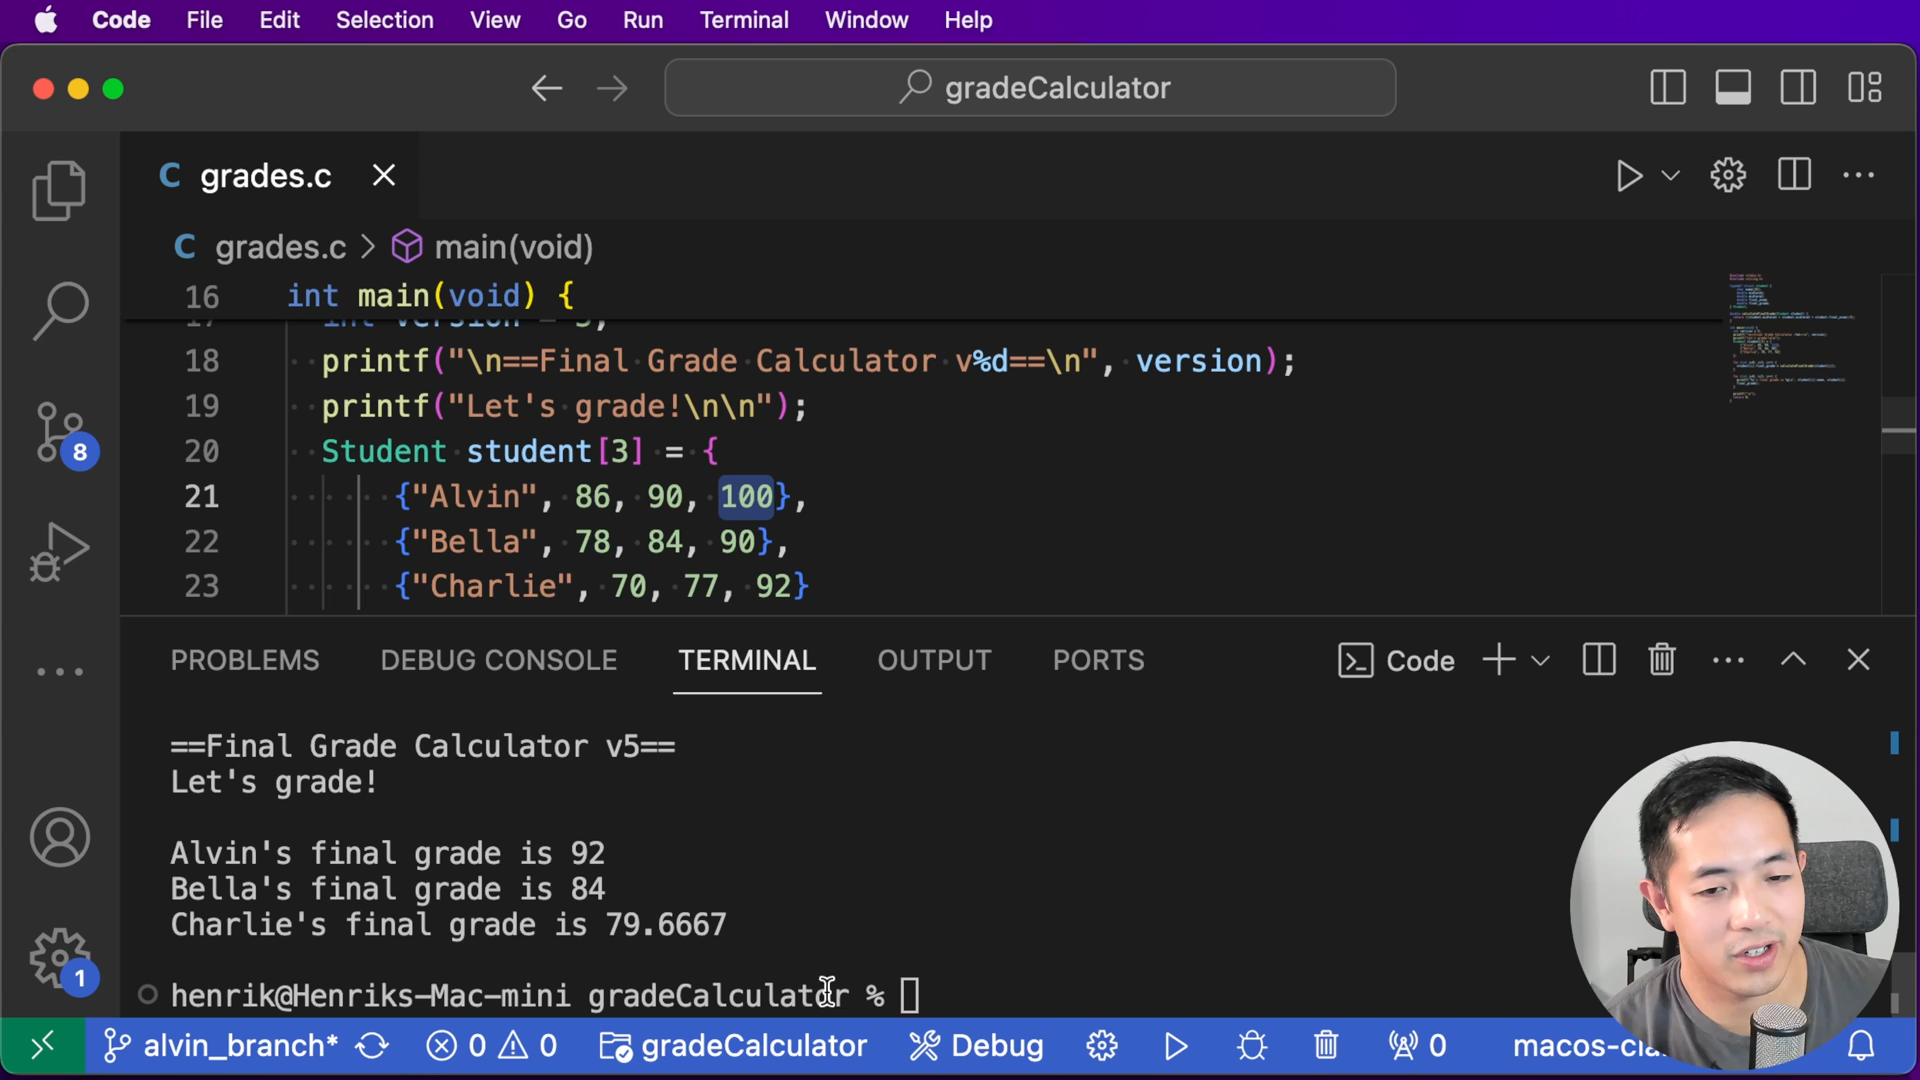 Code File Edit Selection View Go Run Terminal Window Help
gradeCalculator
C grades.c
C grades.c > main(void)
16 int main(void) {
18 printf("\n==Final Grade Calculator v%d==\n", version);
19 printf("Let's grade!\n\n");
20 Student student[3] = {
21 {"Alvin", 86, 90, 100},
22 {"Bella", 78, 84, 90},
23 {"Charlie", 70, 77, 92}
8
PROBLEMS DEBUG CONSOLE TERMINAL OUTPUT PORTS Code
==Final Grade Calculator v5==
Let's grade!
Alvin's final grade is 92
Bella's final grade is 84
Charlie's final grade is 79.6667
1
henrik@Henriks-Mac-mini gradeCalculator %
alvin_branch* 0 0 gradeCalculator Debug 0